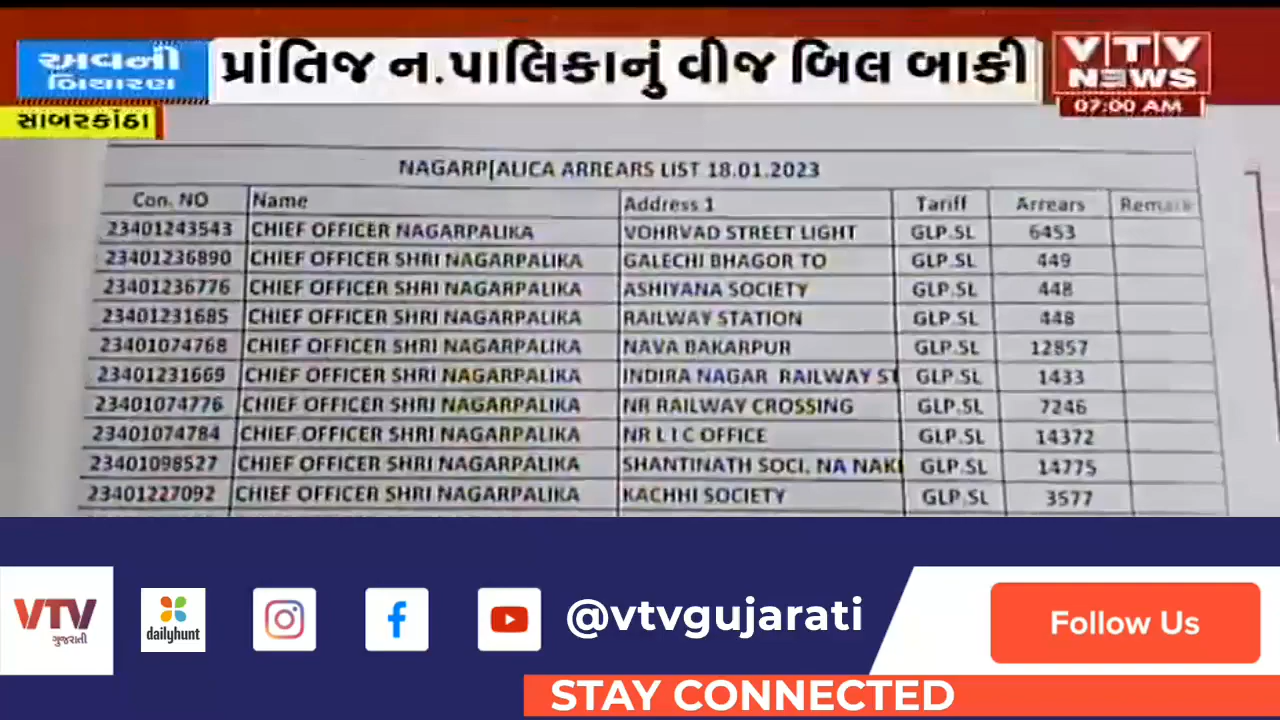 અવની
બિચારણ
પ્રાંતિજ ન.પાલિકાનું વીજ બિલ બાકી
VTV
NEWS
07:00 AM
સાબરકાંઠા
NAGARP[ALICA ARREARS LIST 18.01.2023
Con. NO Name Address 1 Tariff Arrears Remark
23401243543 CHIEF OFFICER NAGARPALIKA VOHRVAD STREET LIGHT GLP.SL 6453
23401236890 CHIEF OFFICER SHRI NAGARPALIKA GALECHI BHAGOR TO GLP.SL 449
23401236776 CHIEF OFFICER SHRI NAGARPALIKA ASHIYANA SOCIETY GLP.SL 448
23401231685 CHIEF OFFICER SHRI NAGARPALIKA RAILWAY STATION GLP.SL 448
23401074768 CHIEF OFFICER SHRI NAGARPALIKA NAVA BAKARPUR GLP.SL 12857
23401231669 CHIEF OFFICER SHRI NAGARPALIKA INDIRA NAGAR RAILWAY ST GLP.SL 1433
23401074776 CHIEF OFFICER SHRI NAGARPALIKA NR RAILWAY CROSSING GLP.SL 7246
23401074784 CHIEF OFFICER SHRI NAGARPALIKA NR L I C OFFICE GLP.SL 14372
23401098527 CHIEF OFFICER SHRI NAGARPALIKA SHANTINATH SOCI. NA NAKE GLP.SL 14775
23401227092 CHIEF OFFICER SHRI NAGARPALIKA KACHHI SOCIETY GLP.SL 3577
VTV
ગુજરાતી
dailyhunt
@vtvgujarati
Follow Us
STAY CONNECTED